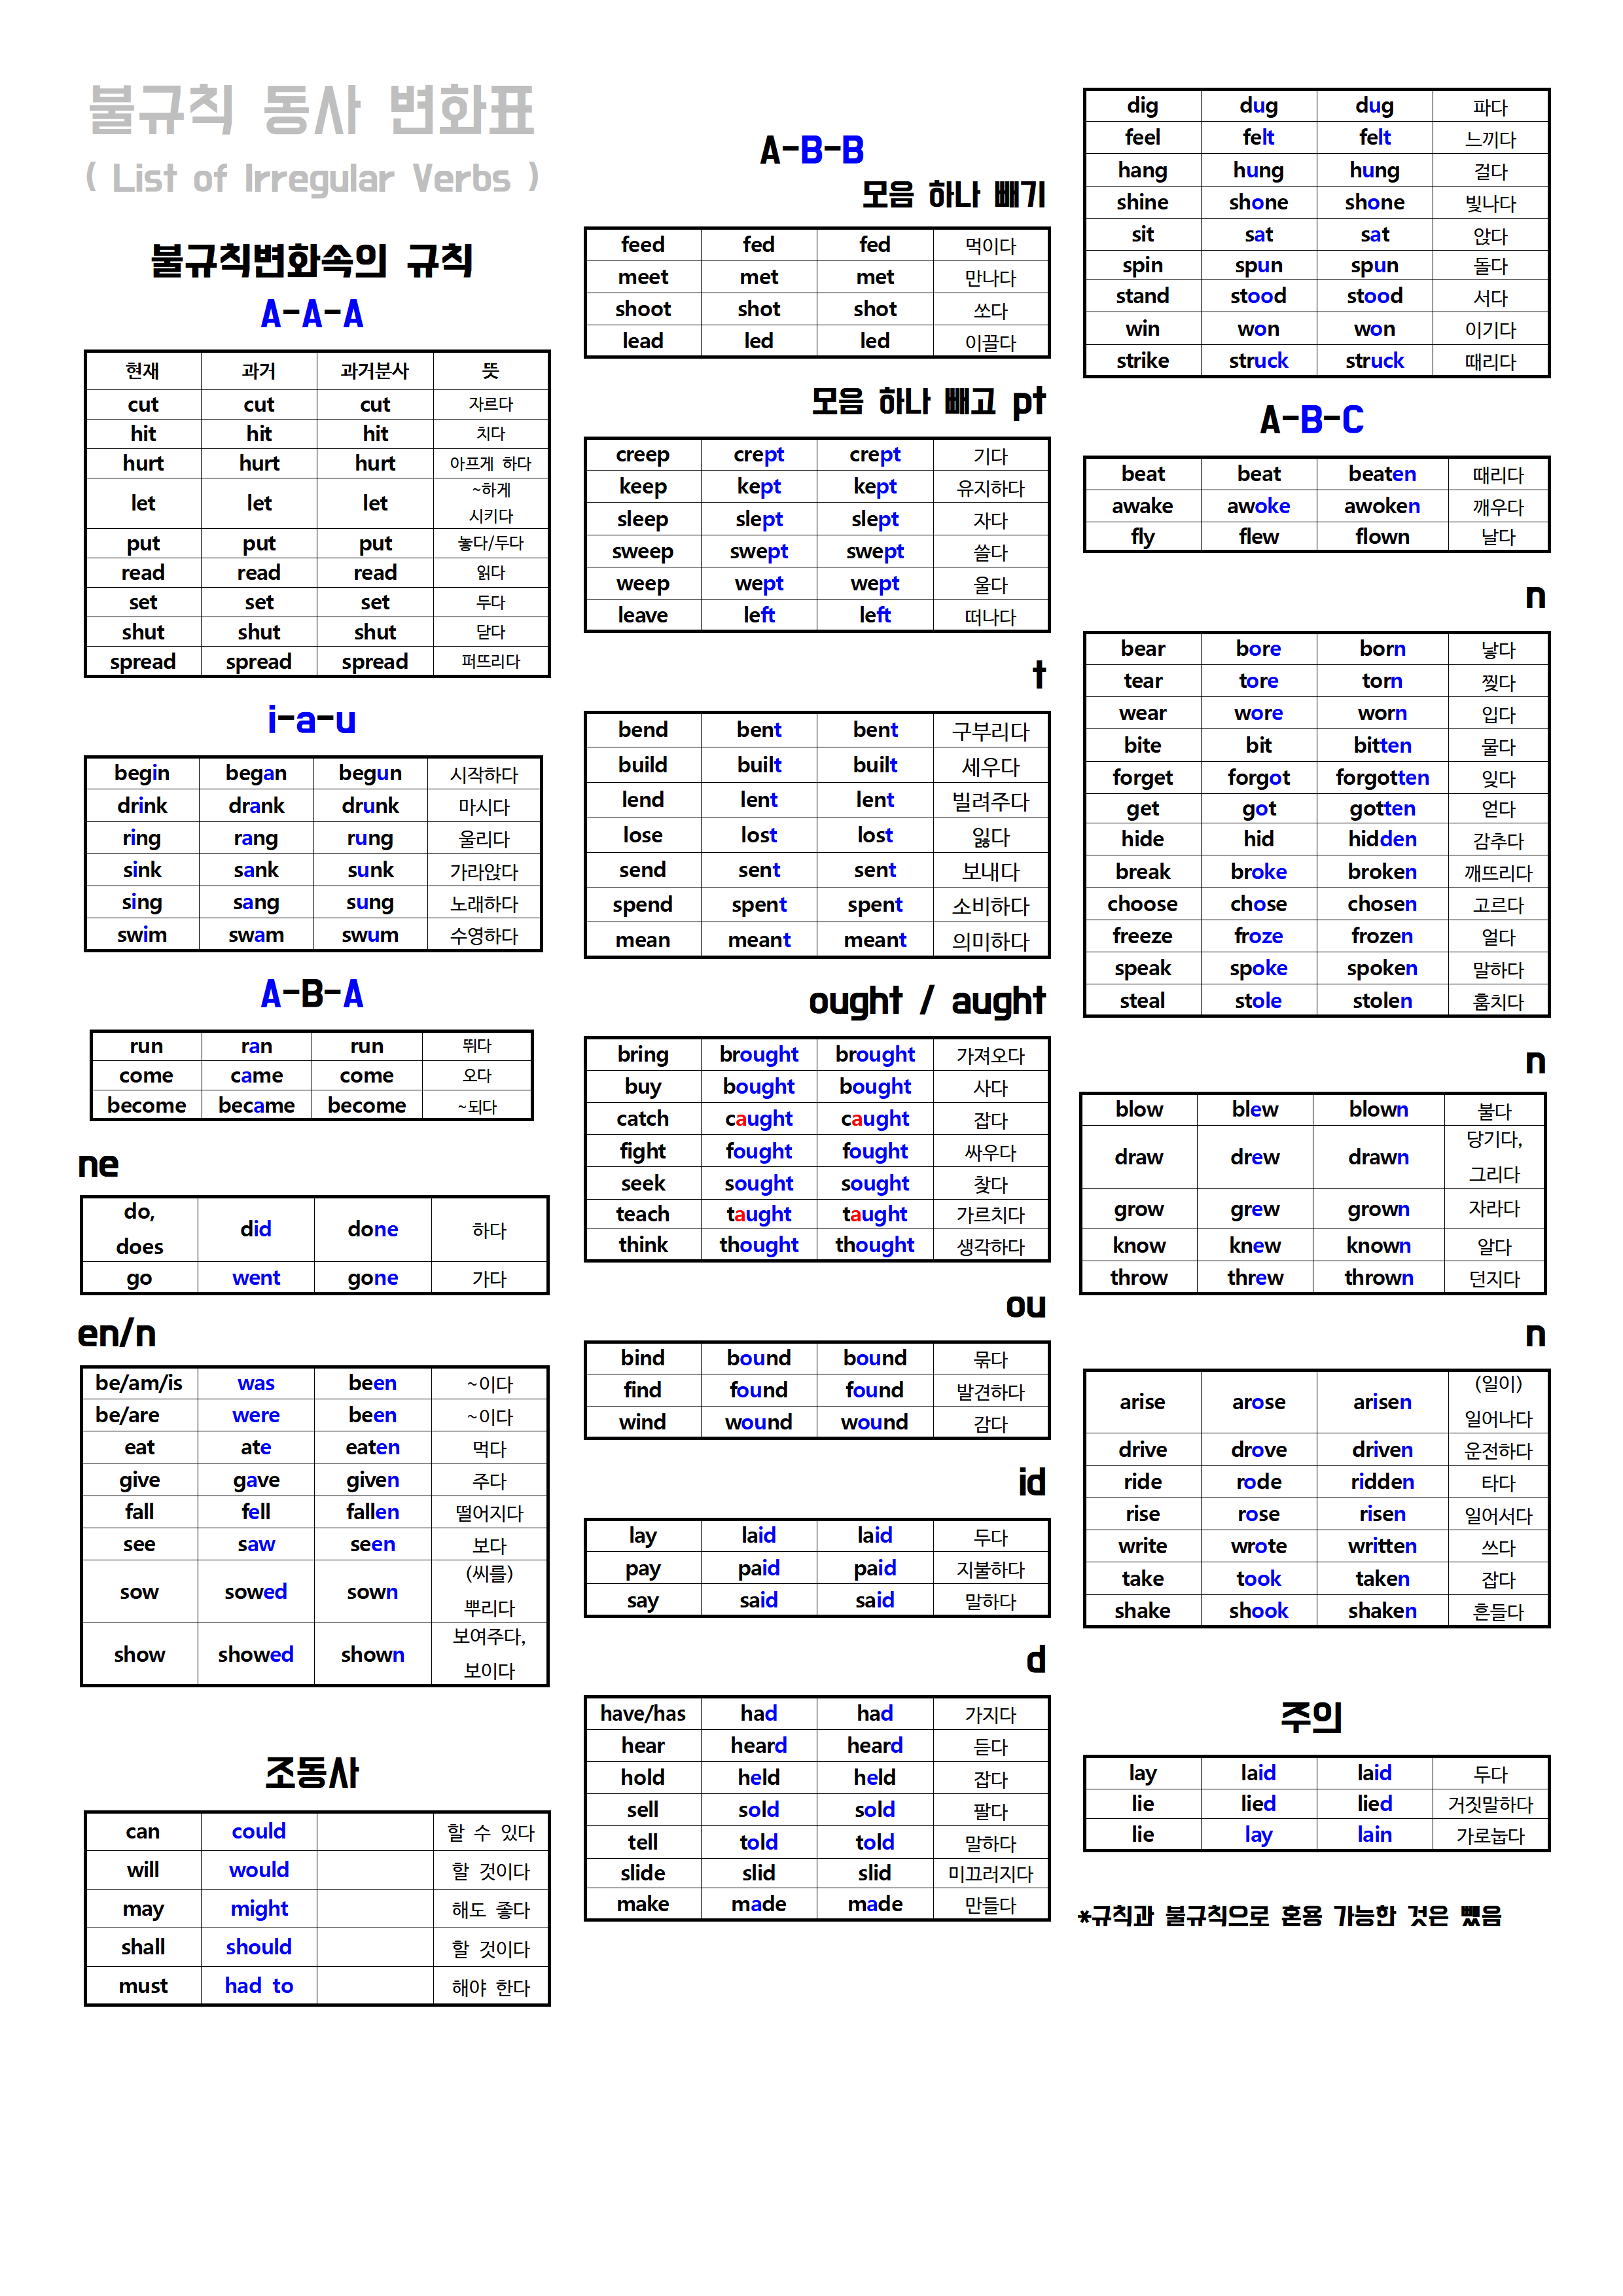 불규칙 동사 변화표
( List of Irregular Verbs )
불규칙변화속의 규칙
A-A-A
현재 과거 과거분사 뜻
cut cut cut 자르다
hit hit hit 치다
hurt hurt hurt 아프게 하다
let let let ~하게
시키다
put put put 놓다/두다
read read read 읽다
set set set 두다
shut shut shut 닫다
spread spread spread 퍼뜨리다
i-a-u
begin began begun 시작하다
drink drank drunk 마시다
ring rang rung 울리다
sink sank sunk 가라앉다
sing sang sung 노래하다
swim swam swum 수영하다
A-B-A
run ran run 뛰다
come came come 오다
become became become ~되다
ne
do,
does did done 하다
go went gone 가다
en/n
be/am/is was been ~이다
be/are were been ~이다
eat ate eaten 먹다
give gave given 주다
fall fell fallen 떨어지다
see saw seen 보다
sow sowed sown (씨를)
뿌리다
show showed shown 보여주다,
보이다
조동사
can could 할 수 있다
will would 할 것이다
may might 해도 좋다
shall should 할 것이다
must had to 해야 한다
A-B-B
모음 하나 빼기
feed fed fed 먹이다
meet met met 만나다
shoot shot shot 쏘다
lead led led 이끌다
모음 하나 빼고 pt
creep crept crept 기다
keep kept kept 유지하다
sleep slept slept 자다
sweep swept swept 쓸다
weep wept wept 울다
leave left left 떠나다
t
bend bent bent 구부리다
build built built 세우다
lend lent lent 빌려주다
lose lost lost 잃다
send sent sent 보내다
spend spent spent 소비하다
mean meant meant 의미하다
ought / aught
bring brought brought 가져오다
buy bought bought 사다
catch caught caught 잡다
fight fought fought 싸우다
seek sought sought 찾다
teach taught taught 가르치다
think thought thought 생각하다
ou
bind bound bound 묶다
find found found 발견하다
wind wound wound 감다
id
lay laid laid 두다
pay paid paid 지불하다
say said said 말하다
d
have/has had had 가지다
hear heard heard 듣다
hold held held 잡다
sell sold sold 팔다
tell told told 말하다
slide slid slid 미끄러지다
make made made 만들다
dig dug dug 파다
feel felt felt 느끼다
hang hung hung 걸다
shine shone shone 빛나다
sit sat sat 앉다
spin spun spun 돌다
stand stood stood 서다
win won won 이기다
strike struck struck 때리다
A-B-C
beat beat beaten 때리다
awake awoke awoken 깨우다
fly flew flown 날다
n
bear bore born 낳다
tear tore torn 찢다
wear wore worn 입다
bite bit bitten 물다
forget forgot forgotten 잊다
get got gotten 얻다
hide hid hidden 감추다
break broke broken 깨뜨리다
choose chose chosen 고르다
freeze froze frozen 얼다
speak spoke spoken 말하다
steal stole stolen 훔치다
n
blow blew blown 불다
draw drew drawn 당기다,
그리다
grow grew grown 자라다
know knew known 알다
throw threw thrown 던지다
n
arise arose arisen (일이)
일어나다
drive drove driven 운전하다
ride rode ridden 타다
rise rose risen 일어서다
write wrote written 쓰다
take took taken 잡다
shake shook shaken 흔들다
주의
lay laid laid 두다
lie lied lied 거짓말하다
lie lay lain 가로눕다
*규칙과 불규칙으로 혼용 가능한 것은 뺐음